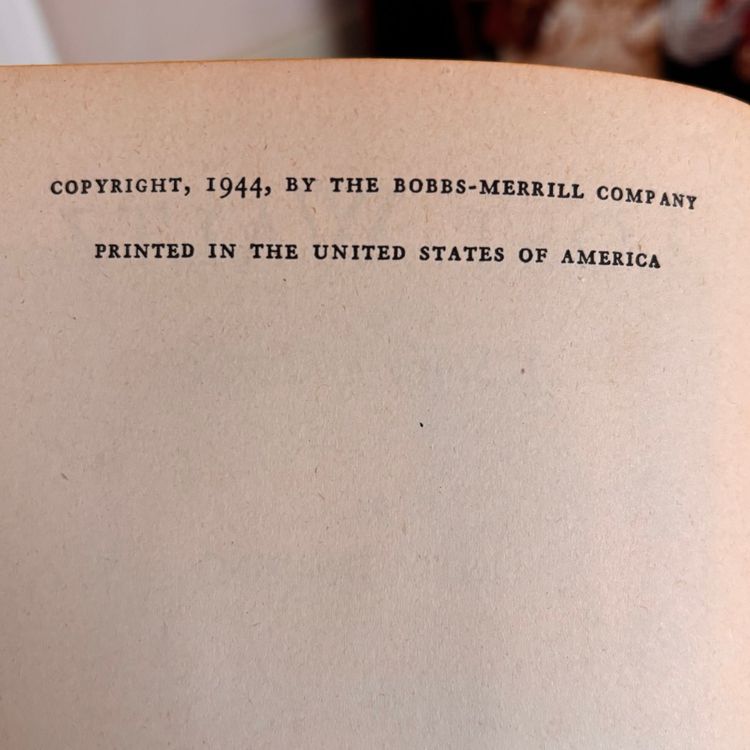 COPYRIGHT, 1944, BY THE BOBBS-MERRILL COMPANY
PRINTED IN THE UNITED STATES OF AMERICA